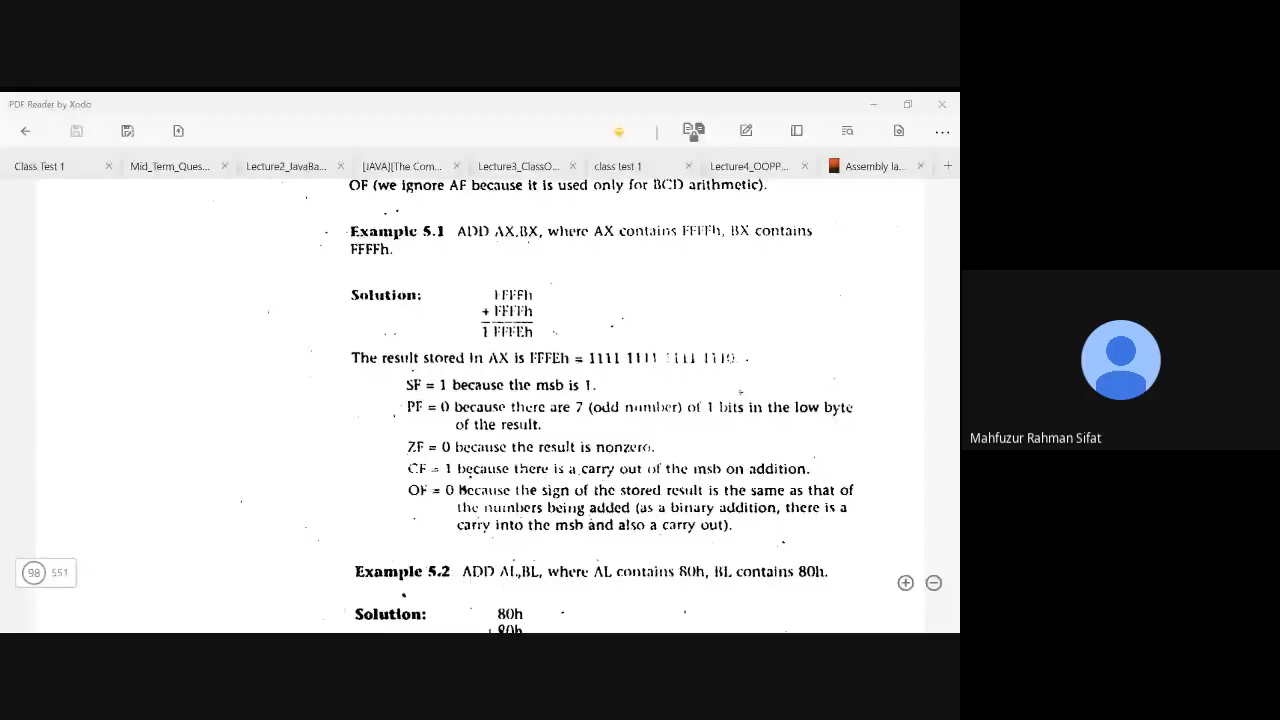 PDF Reader by Xodo
Class Test 1
Mid_Term_Ques...
Lecture2_JavaBa...
[JAVA][The Com...
Lecture3_ClassO...
class test 1
Lecture4_OOPP...
Assembly la...
OF (we ignore AF because it is used only for BCD arithmetic).
Example 5.1 ADD AX,BX, where AX contains FFFFh, BX contains
FFFFh.
Solution: FFFFh
+ FFFFh
1 FFFEh
The result stored in AX is FFFEh = 1111 1111 1111 1110.
SF = 1 because the msb is 1.
PF = 0 because there are 7 (odd number) of 1 bits in the low byte
of the result.
ZF = 0 because the result is nonzero.
CF = 1 because there is a carry out of the msb on addition.
OF = 0 because the sign of the stored result is the same as that of
the numbers being added (as a binary addition, there is a
carry into the msb and also a carry out).
Example 5.2 ADD AL,BL, where AL contains 80h, BL contains 80h.
Solution: 80h
+ 80h
98 551
Mahfuzur Rahman Sifat